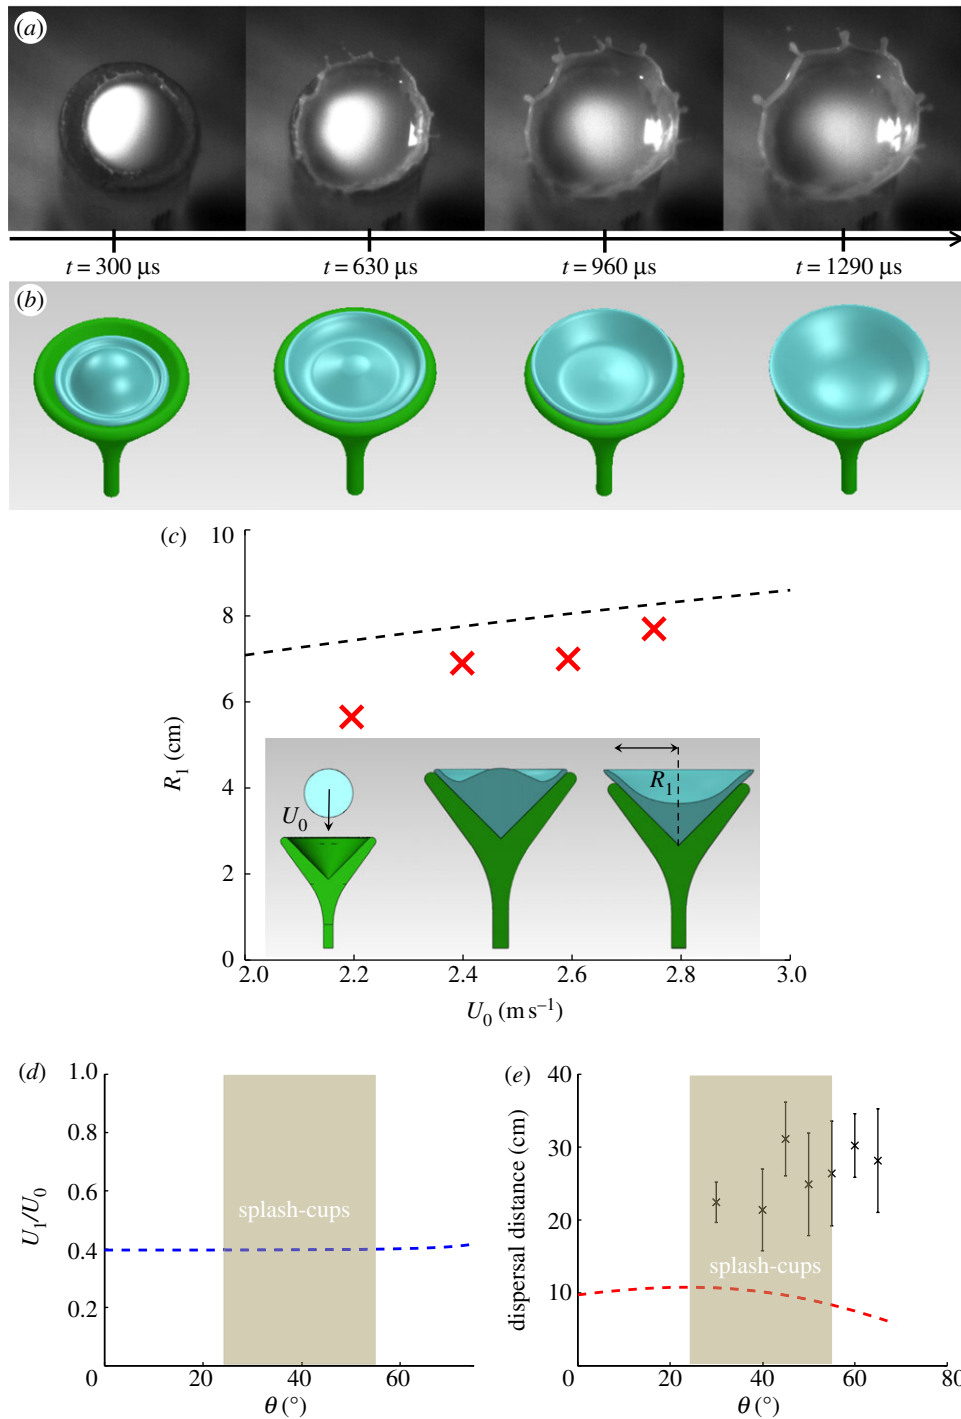 (a)
t = 300 µs
t = 630 µs
t = 960 µs
t = 1290 µs
(b)
(c)
10
8
6
4
2
0
R1 (cm)
U0
R1
2.0 2.2 2.4 2.6 2.8 3.0
U0 (m s−1)
(d)
1.0
0.8
0.6
0.4
0.2
0
U1/U0
splash-cups
20 40 60
θ (°)
(e)
40
30
20
10
0
dispersal distance (cm)
splash-cups
40 60 80
θ (°)